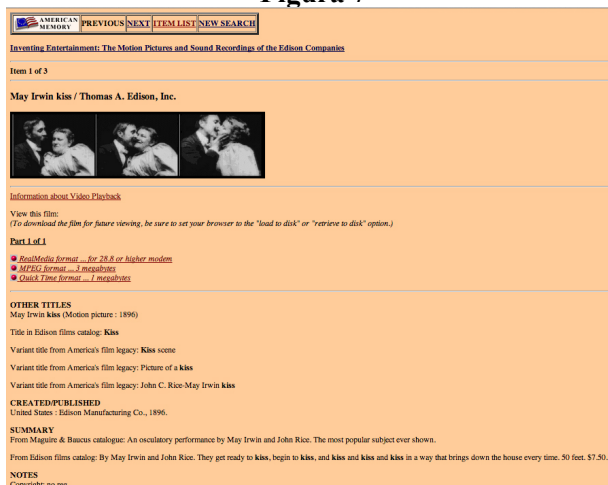 AMERICAN
MEMORY
PREVIOUS NEXT ITEM LIST NEW SEARCH
Inventing Entertainment: The Motion Pictures and Sound Recordings of the Edison Companies
Item 1 of 3
May Irwin kiss / Thomas A. Edison, Inc.
Information about Video Playback
View this film:
(To download the film for future viewing, be sure to set your browser to the "load to disk" or "retrieve to disk" option.)
Part 1 of 1
RealMedia format ... for 28.8 or higher modem
MPEG format ... 3 megabytes
Quick Time format ... 1 megabytes
OTHER TITLES
May Irwin kiss (Motion picture : 1896)
Title in Edison films catalog: Kiss
Variant title from America's film legacy: Kiss scene
Variant title from America's film legacy: Picture of a kiss
Variant title from America's film legacy: John C. Rice-May Irwin kiss
CREATED/PUBLISHED
United States : Edison Manufacturing Co., 1896.
SUMMARY
From Maguire & Baucus catalogue: An osculatory performance by May Irwin and John Rice. The most popular subject ever shown.
From Edison films catalog: By May Irwin and John Rice. They get ready to kiss, begin to kiss, and kiss and kiss and kiss in a way that brings down the house every time. 50 feet. $7.50.
NOTES
Copyright: no reg